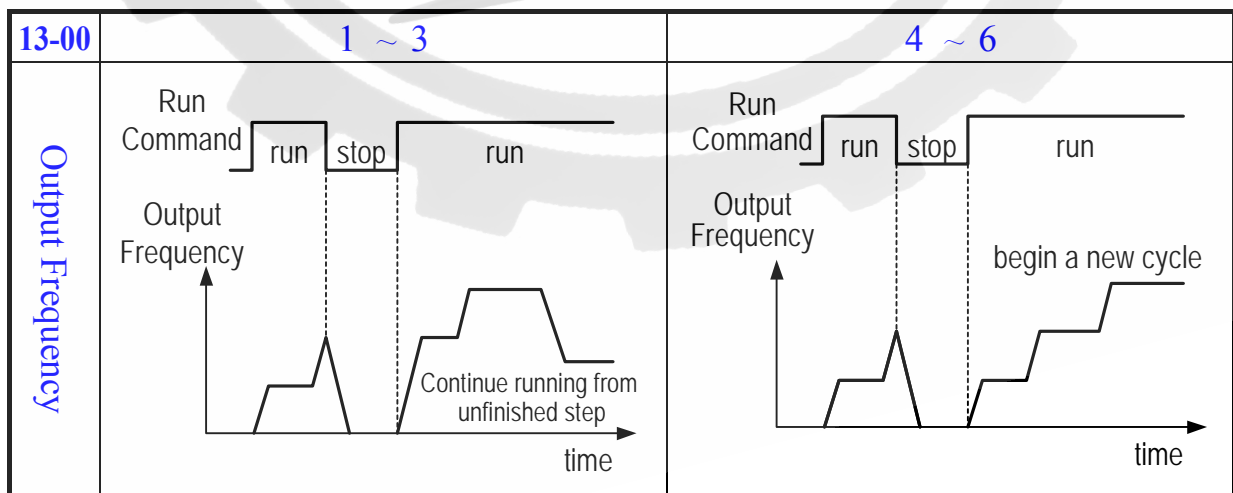 13-00
1 ~ 3
4 ~ 6
Output Frequency
Run
Command
run
stop
run
Output
Frequency
Continue running from
unfinished step
time
Run
Command
run
stop
run
Output
Frequency
begin a new cycle
time